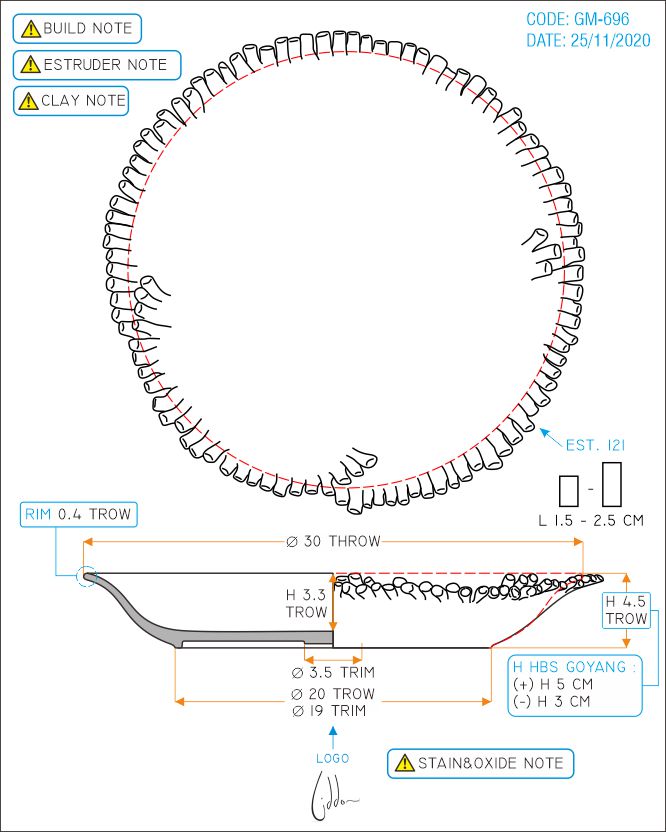 BUILD NOTE
ESTRUDER NOTE
CLAY NOTE
CODE: GM-696
DATE: 25/11/2020
EST. 121
L 1.5 - 2.5 CM
RIM 0.4 TROW
Ø 30 THROW
H 3.3
TROW
H 4.5
TROW
H HBS GOYANG :
(+) H 5 CM
(-) H 3 CM
Ø 3.5 TRIM
Ø 20 TROW
Ø 19 TRIM
LOGO
STAIN&OXIDE NOTE